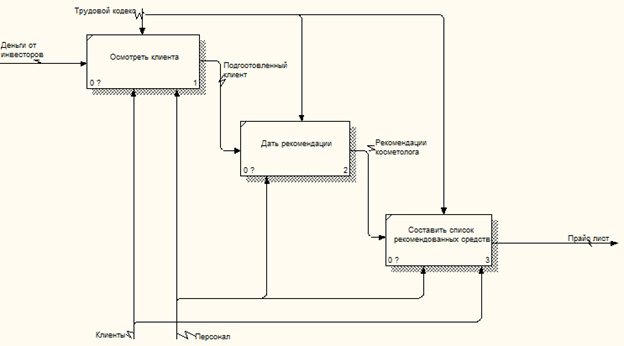 Трудовой кодекс
Деньги от
инвесторов
Осмотреть клиента
0 ?
1
Подгоотовленный
клиент
Дать рекомендации
0 ?
2
Рекомендации
косметолога
Составить список
рекомендованных средств
0 ?
3
Прайс лист
Клиенты
Персонал